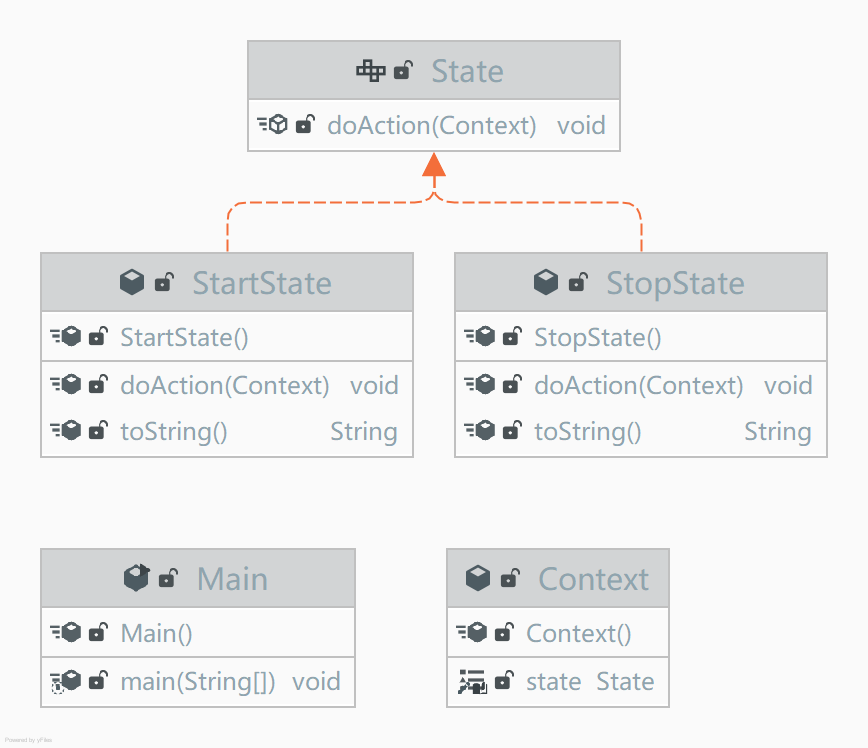 State
doAction(Context) void
StartState
StartState()
doAction(Context) void
toString() String
StopState
StopState()
doAction(Context) void
toString() String
Main
Main()
main(String[]) void
Context
Context()
state State
Powered by yFiles